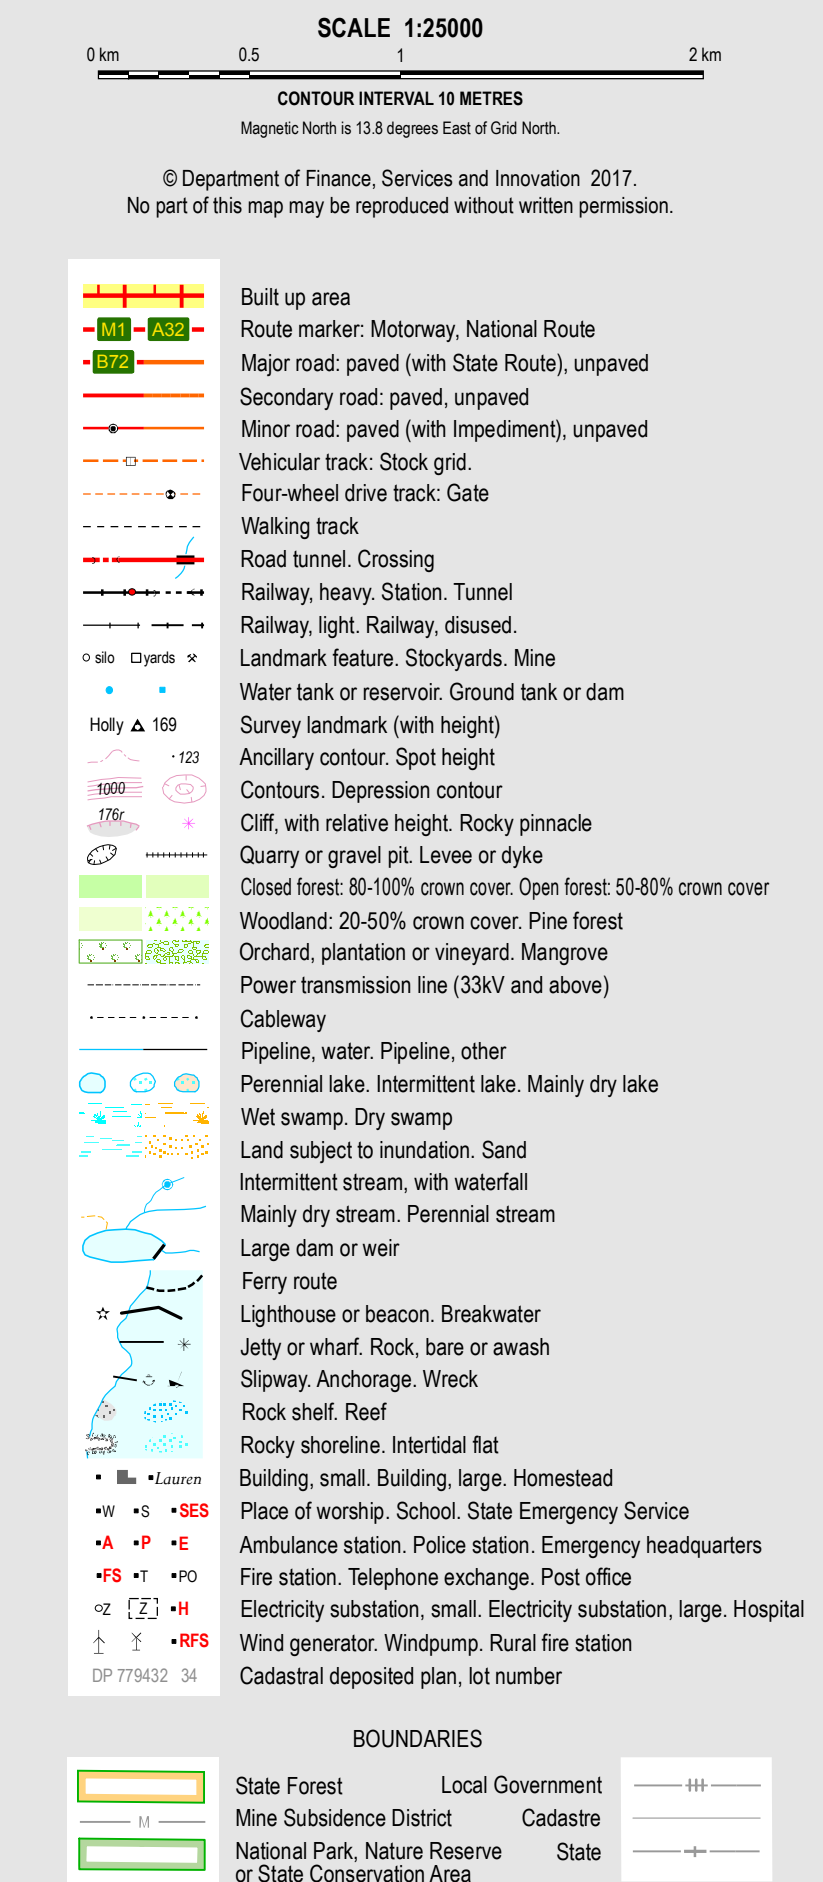 SCALE 1:25000
0 km 0.5 1 2 km
CONTOUR INTERVAL 10 METRES
Magnetic North is 13.8 degrees East of Grid North.
© Department of Finance, Services and Innovation 2017.
No part of this map may be reproduced without written permission.
Built up area
M1 A32 Route marker: Motorway, National Route
B72 Major road: paved (with State Route), unpaved
Secondary road: paved, unpaved
Minor road: paved (with Impediment), unpaved
Vehicular track: Stock grid.
Four-wheel drive track: Gate
Walking track
Road tunnel. Crossing
Railway, heavy. Station. Tunnel
Railway, light. Railway, disused.
silo yards Landmark feature. Stockyards. Mine
Water tank or reservoir. Ground tank or dam
Holly 169 Survey landmark (with height)
123 Ancillary contour. Spot height
1000 Contours. Depression contour
176r Cliff, with relative height. Rocky pinnacle
Quarry or gravel pit. Levee or dyke
Closed forest: 80-100% crown cover. Open forest: 50-80% crown cover
Woodland: 20-50% crown cover. Pine forest
Orchard, plantation or vineyard. Mangrove
Power transmission line (33kV and above)
Cableway
Pipeline, water. Pipeline, other
Perennial lake. Intermittent lake. Mainly dry lake
Wet swamp. Dry swamp
Land subject to inundation. Sand
Intermittent stream, with waterfall
Mainly dry stream. Perennial stream
Large dam or weir
Ferry route
Lighthouse or beacon. Breakwater
Jetty or wharf. Rock, bare or awash
Slipway. Anchorage. Wreck
Rock shelf. Reef
Rocky shoreline. Intertidal flat
Lauren Building, small. Building, large. Homestead
W S SES Place of worship. School. State Emergency Service
A P E Ambulance station. Police station. Emergency headquarters
FS T PO Fire station. Telephone exchange. Post office
Z Z H Electricity substation, small. Electricity substation, large. Hospital
RFS Wind generator. Windpump. Rural fire station
DP 779432 34 Cadastral deposited plan, lot number
BOUNDARIES
State Forest Local Government
M Mine Subsidence District Cadastre
National Park, Nature Reserve State
or State Conservation Area